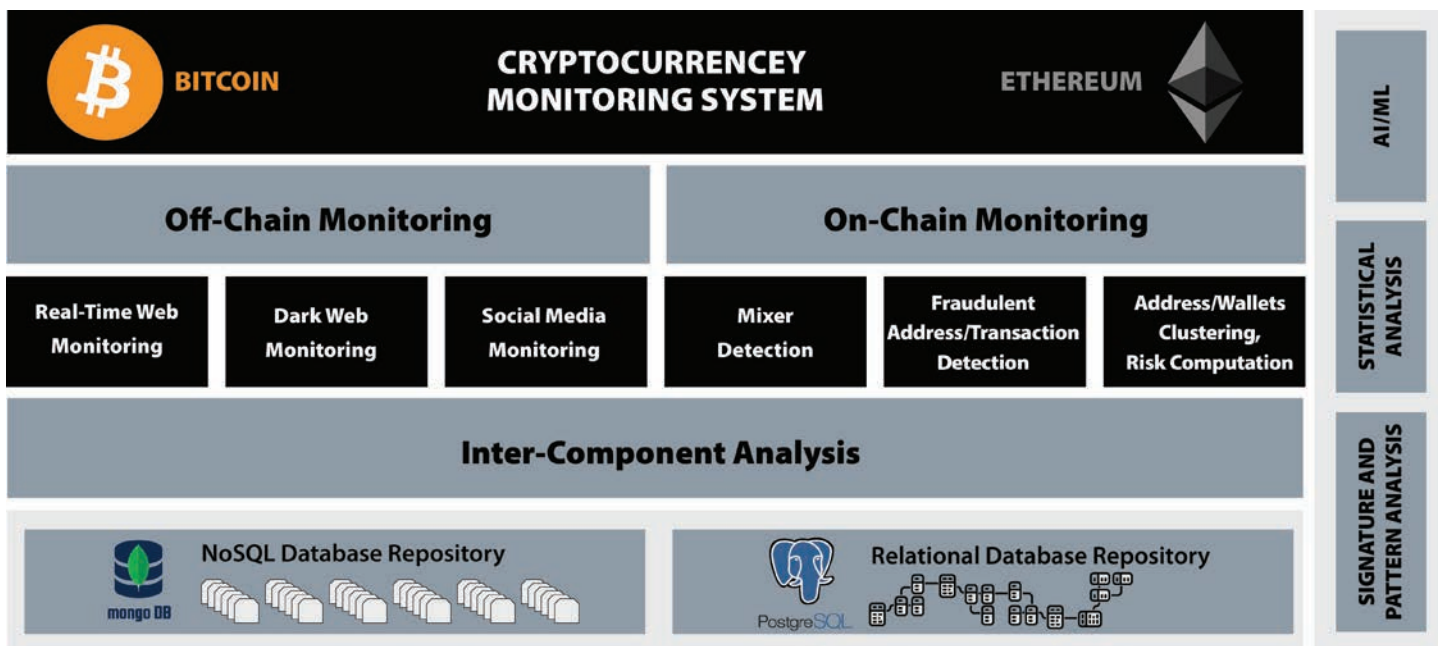 BITCOIN
CRYPTOCURRENCEY
MONITORING SYSTEM
ETHEREUM
Off-Chain Monitoring
On-Chain Monitoring
Real-Time Web
Monitoring
Dark Web
Monitoring
Social Media
Monitoring
Mixer
Detection
Fraudulent
Address/Transaction
Detection
Address/Wallets
Clustering,
Risk Computation
Inter-Component Analysis
mongo DB
NoSQL Database Repository
PostgreSQL
Relational Database Repository
AI/ML
STATISTICAL
ANALYSIS
SIGNATURE AND
PATTERN ANALYSIS